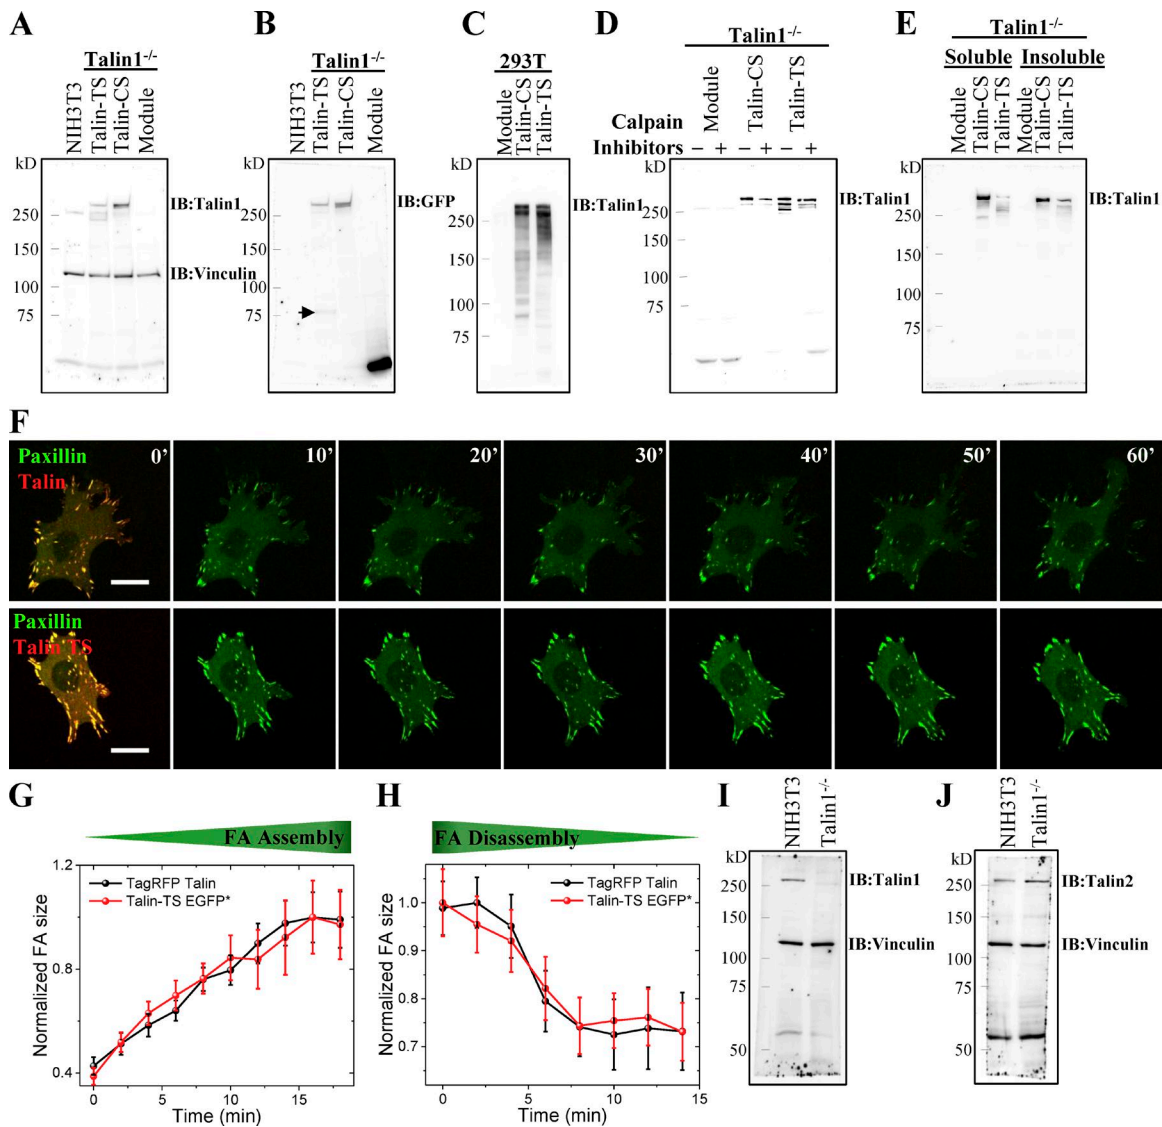 A
Talin1-/-
NIH3T3
Talin-TS
Talin-CS
Module
kD
250
150
100
75
IB:Talin1
IB:Vinculin
B
Talin1-/-
NIH3T3
Talin-TS
Talin-CS
Module
kD
250
150
100
75
IB:GFP
C
293T
Module
Talin-CS
Talin-TS
kD
250
150
100
75
IB:Talin1
D
Talin1-/-
Module
Talin-CS
Talin-TS
Calpain
Inhibitors
– + – + – +
kD
250
150
100
75
IB:Talin1
E
Talin1-/-
Soluble Insoluble
Module
Talin-CS
Talin-TS
Module
Talin-CS
Talin-TS
kD
250
150
100
75
IB:Talin1
F
Paxillin
Talin
0’ 10’ 20’ 30’ 40’ 50’ 60’
Paxillin
Talin TS
G
FA Assembly
1.2
0.8
0.4
Normalized FA size
TagRFP Talin
Talin-TS EGFP*
0 5 10 15
Time (min)
H
FA Disassembly
1.0
0.9
0.8
0.7
Normalized FA size
TagRFP Talin
Talin-TS EGFP*
0 5 10 15
Time (min)
I
NIH3T3
Talin1-/-
kD
250
150
100
50
IB:Talin1
IB:Vinculin
J
NIH3T3
Talin1-/-
kD
250
150
100
50
IB:Talin2
IB:Vinculin